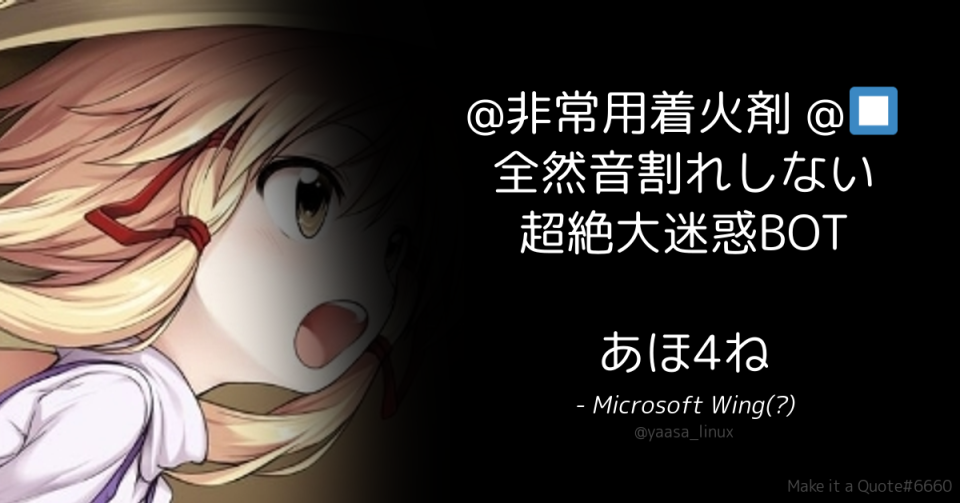 @非常用着火剤 @
全然音割れしない
超絶大迷惑BOT
あほ4ね
- Microsoft Wing(?)
@yaasa_linux
Make it a Quote#6660